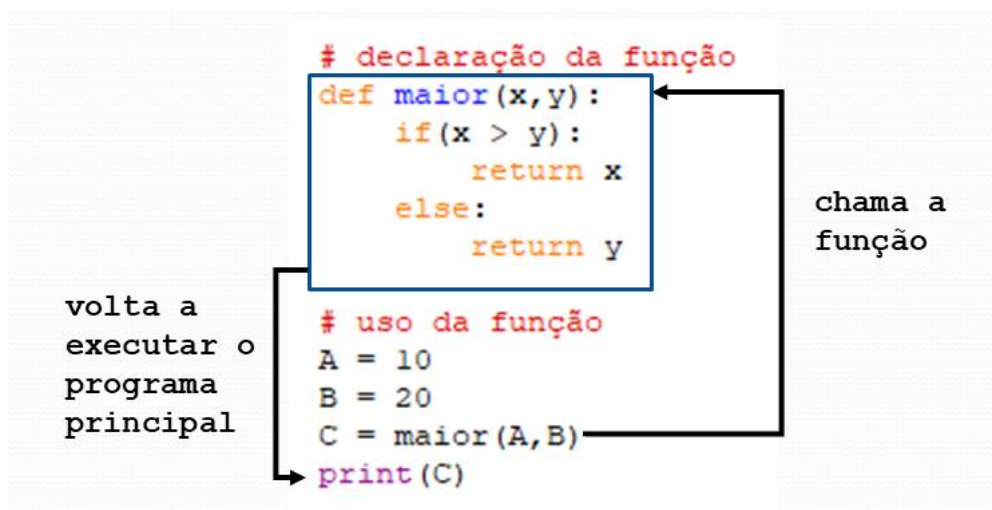 # declaração da função
def maior(x,y):
    if(x > y):
        return x
    else:
        return y
chama a
função
volta a
executar o
programa
principal
# uso da função
A = 10
B = 20
C = maior(A,B)
print(C)